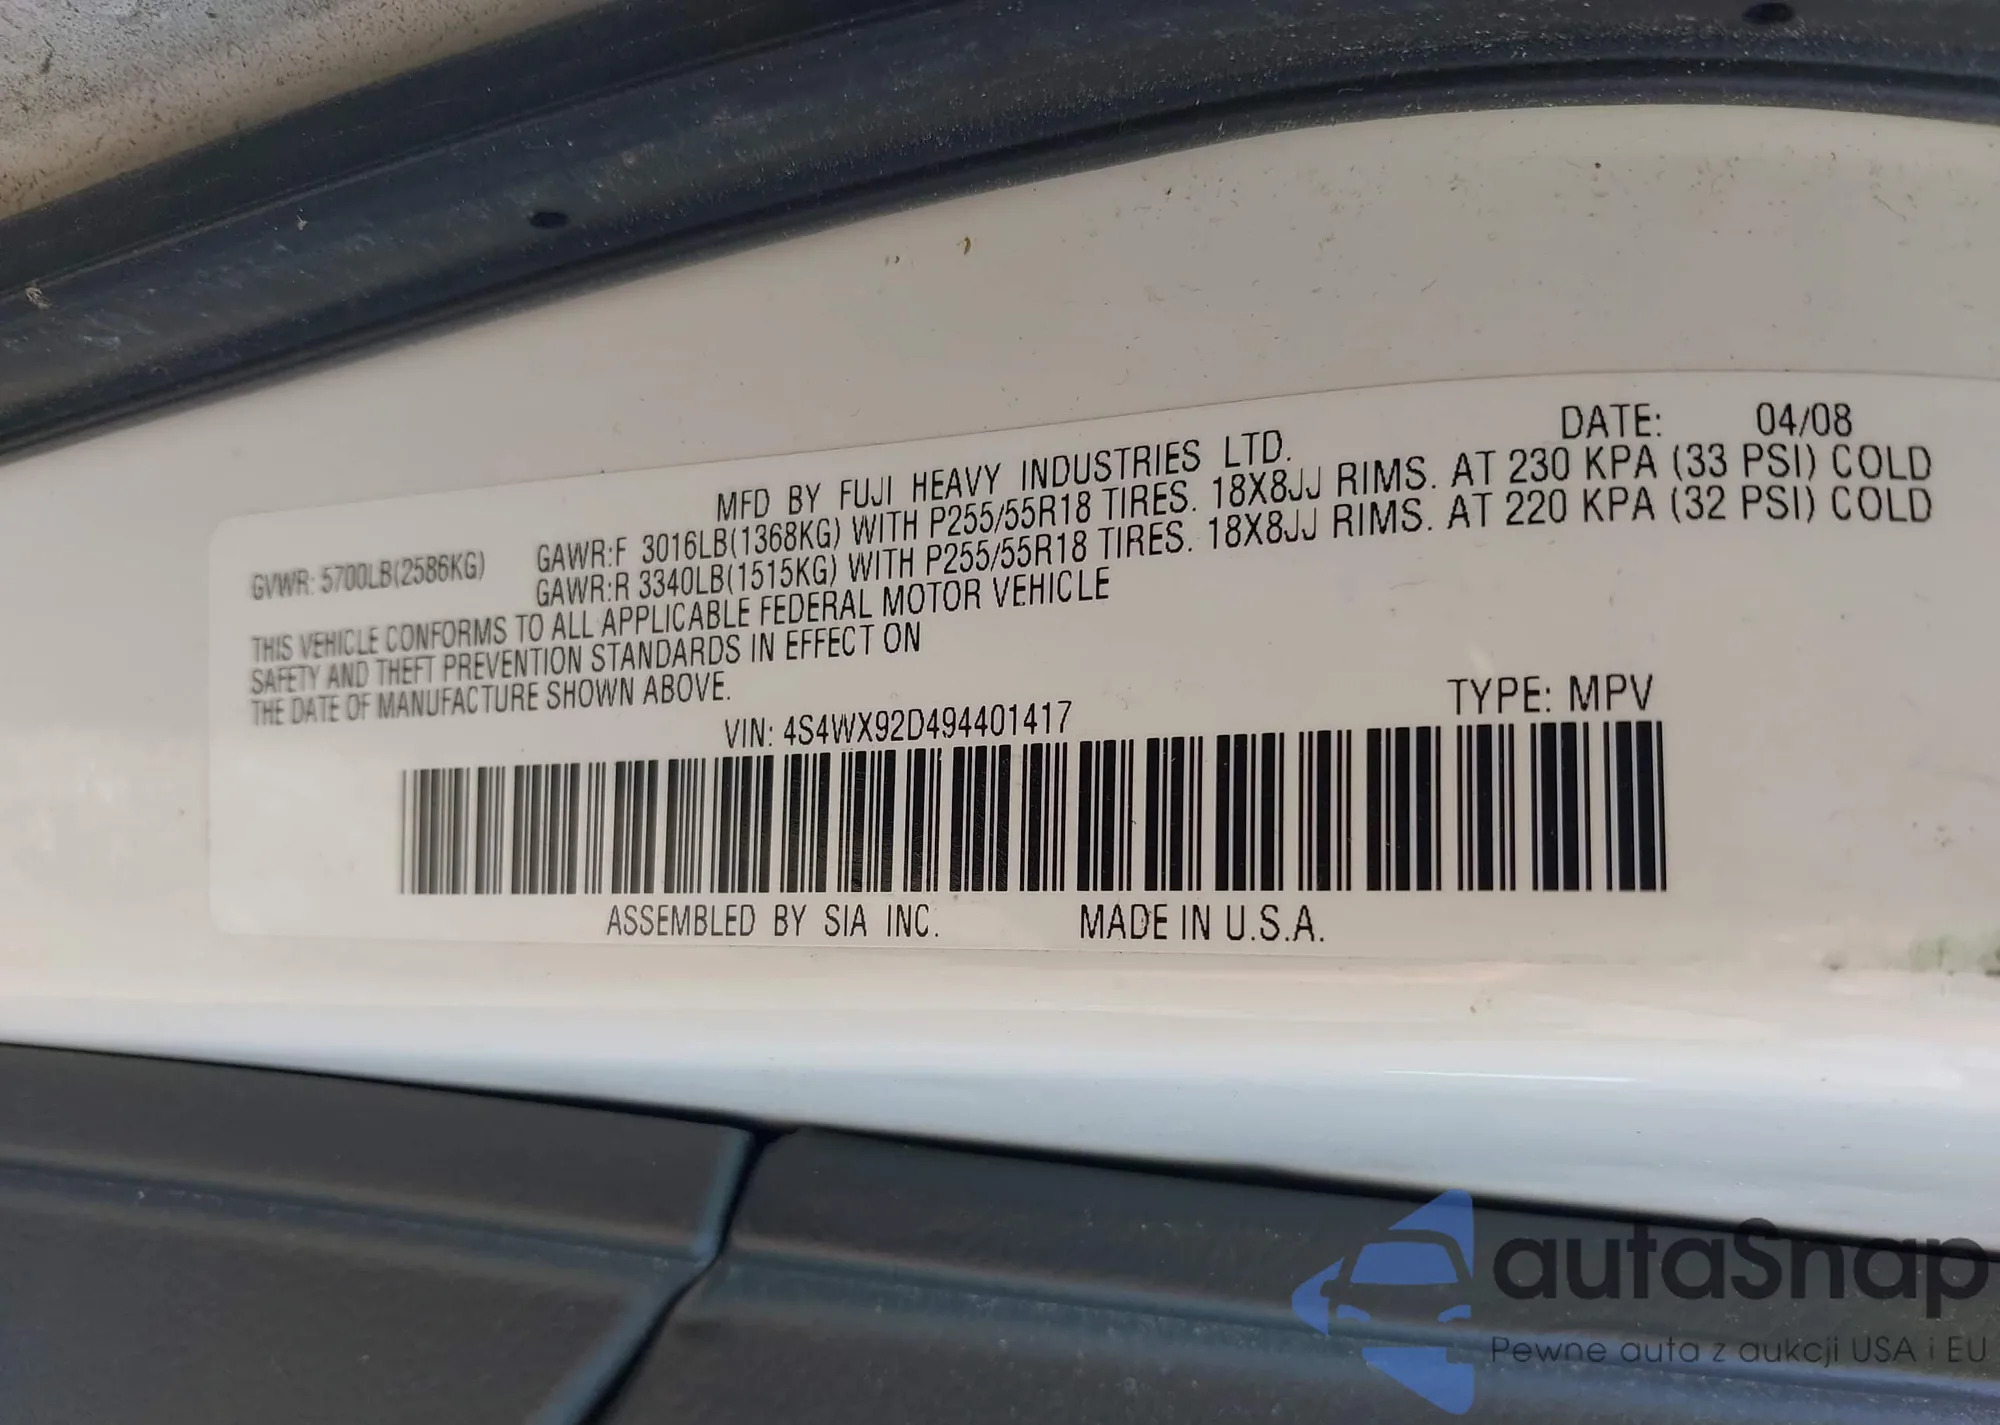 MFD BY FUJI HEAVY INDUSTRIES LTD. DATE: 04/08
GVWR: 5700LB(2586KG) GAWR:F 3016LB(1368KG) WITH P255/55R18 TIRES. 18X8JJ RIMS. AT 230 KPA (33 PSI) COLD
GAWR:R 3340LB(1515KG) WITH P255/55R18 TIRES. 18X8JJ RIMS. AT 220 KPA (32 PSI) COLD
THIS VEHICLE CONFORMS TO ALL APPLICABLE FEDERAL MOTOR VEHICLE
SAFETY AND THEFT PREVENTION STANDARDS IN EFFECT ON
THE DATE OF MANUFACTURE SHOWN ABOVE.
VIN: 4S4WX92D494401417 TYPE: MPV
ASSEMBLED BY SIA INC. MADE IN U.S.A.
autaSnap
Pewne auta z aukcji USA i EU